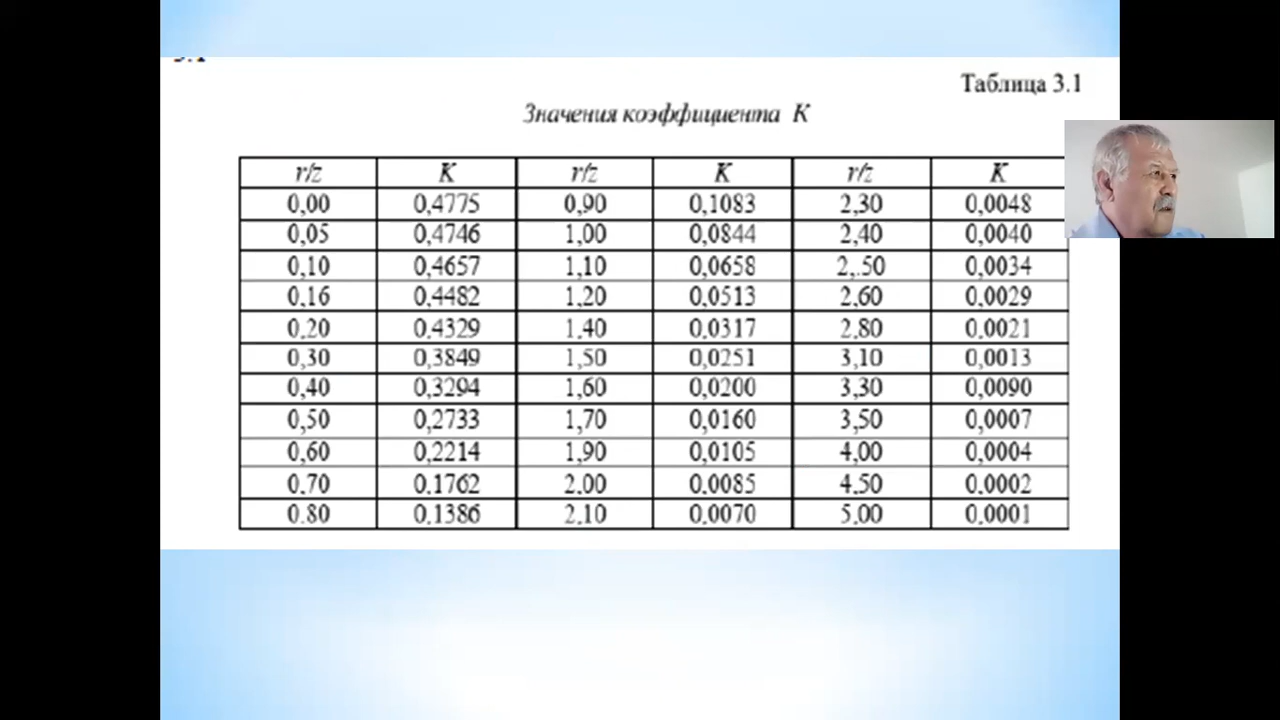 Таблица 3.1
Значения коэффициента K
r/z K r/z K r/z K
0,00 0,4775 0,90 0,1083 2,30 0,0048
0,05 0,4746 1,00 0,0844 2,40 0,0040
0,10 0,4657 1,10 0,0658 2,.50 0,0034
0,16 0,4482 1,20 0,0513 2,60 0,0029
0,20 0,4329 1,40 0,0317 2,80 0,0021
0,30 0,3849 1,50 0,0251 3,10 0,0013
0,40 0,3294 1,60 0,0200 3,30 0,0090
0,50 0,2733 1,70 0,0160 3,50 0,0007
0,60 0,2214 1,90 0,0105 4,00 0,0004
0,70 0,1762 2,00 0,0085 4,50 0,0002
0,80 0,1386 2,10 0,0070 5,00 0,0001